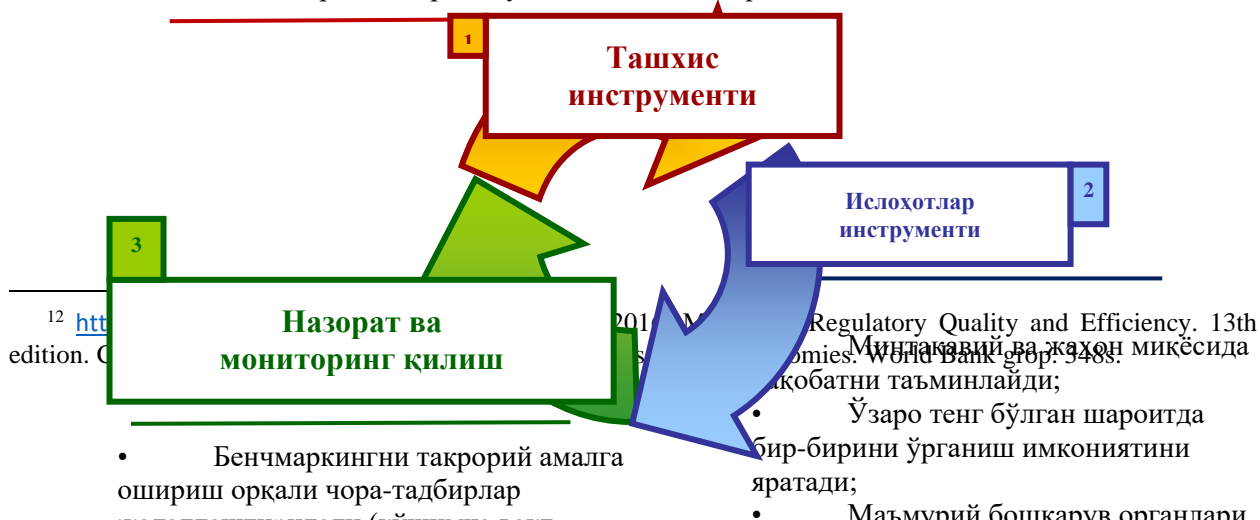 1
Ташхис
инструменти
2
Ислоҳотлар
инструменти
3
Назорат ва
мониторинг қилиш
12 htt Regulatory Quality and Efficiency. 13th
edition. World Bank grop. 348s.
Минтақавий ва жаҳон миқёсида
таъминлайди;
• Ўзаро тенг бўлган шароитда
бир-бирини ўрганиш имкониятини
яратади;
• Маъмурий бошқарув органлари
• Бенчмаркингни такрорий амалга
ошириш орқали чора-тадбирлар